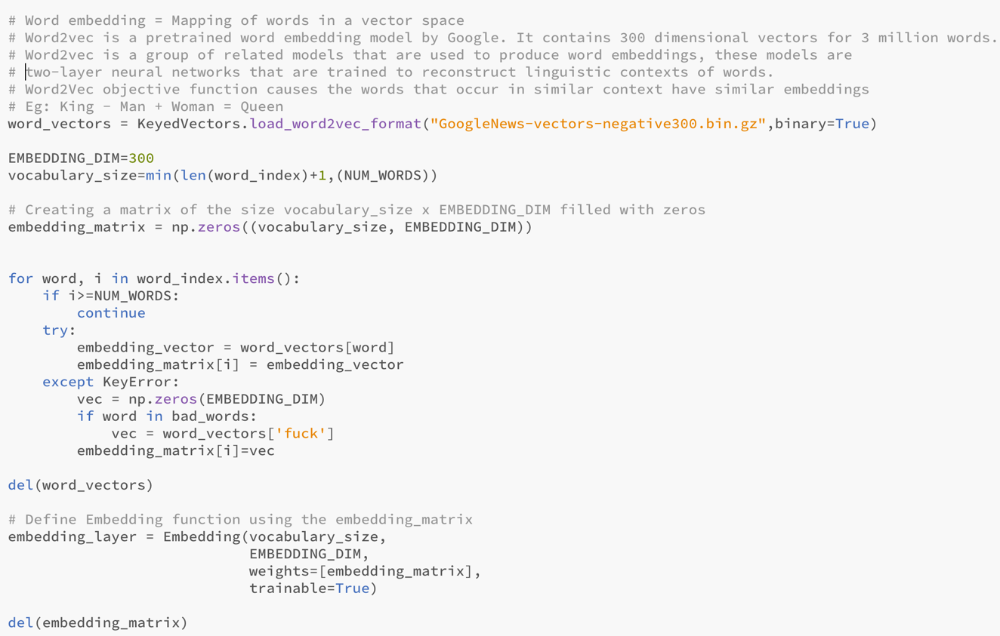 # Word embedding = Mapping of words in a vector space
# Word2vec is a pretrained word embedding model by Google. It contains 300 dimensional vectors for 3 million words.
# Word2vec is a group of related models that are used to produce word embeddings, these models are
# two-layer neural networks that are trained to reconstruct linguistic contexts of words.
# Word2Vec objective function causes the words that occur in similar context have similar embeddings
# Eg: King - Man + Woman = Queen
word_vectors = KeyedVectors.load_word2vec_format("GoogleNews-vectors-negative300.bin.gz",binary=True)

EMBEDDING_DIM=300
vocabulary_size=min(len(word_index)+1,(NUM_WORDS))

# Creating a matrix of the size vocabulary_size x EMBEDDING_DIM filled with zeros
embedding_matrix = np.zeros((vocabulary_size, EMBEDDING_DIM))


for word, i in word_index.items():
    if i>=NUM_WORDS:
        continue
    try:
        embedding_vector = word_vectors[word]
        embedding_matrix[i] = embedding_vector
    except KeyError:
        vec = np.zeros(EMBEDDING_DIM)
        if word in bad_words:
            vec = word_vectors['fuck']
        embedding_matrix[i]=vec

del(word_vectors)

# Define Embedding function using the embedding_matrix
embedding_layer = Embedding(vocabulary_size,
                            EMBEDDING_DIM,
                            weights=[embedding_matrix],
                            trainable=True)

del(embedding_matrix)